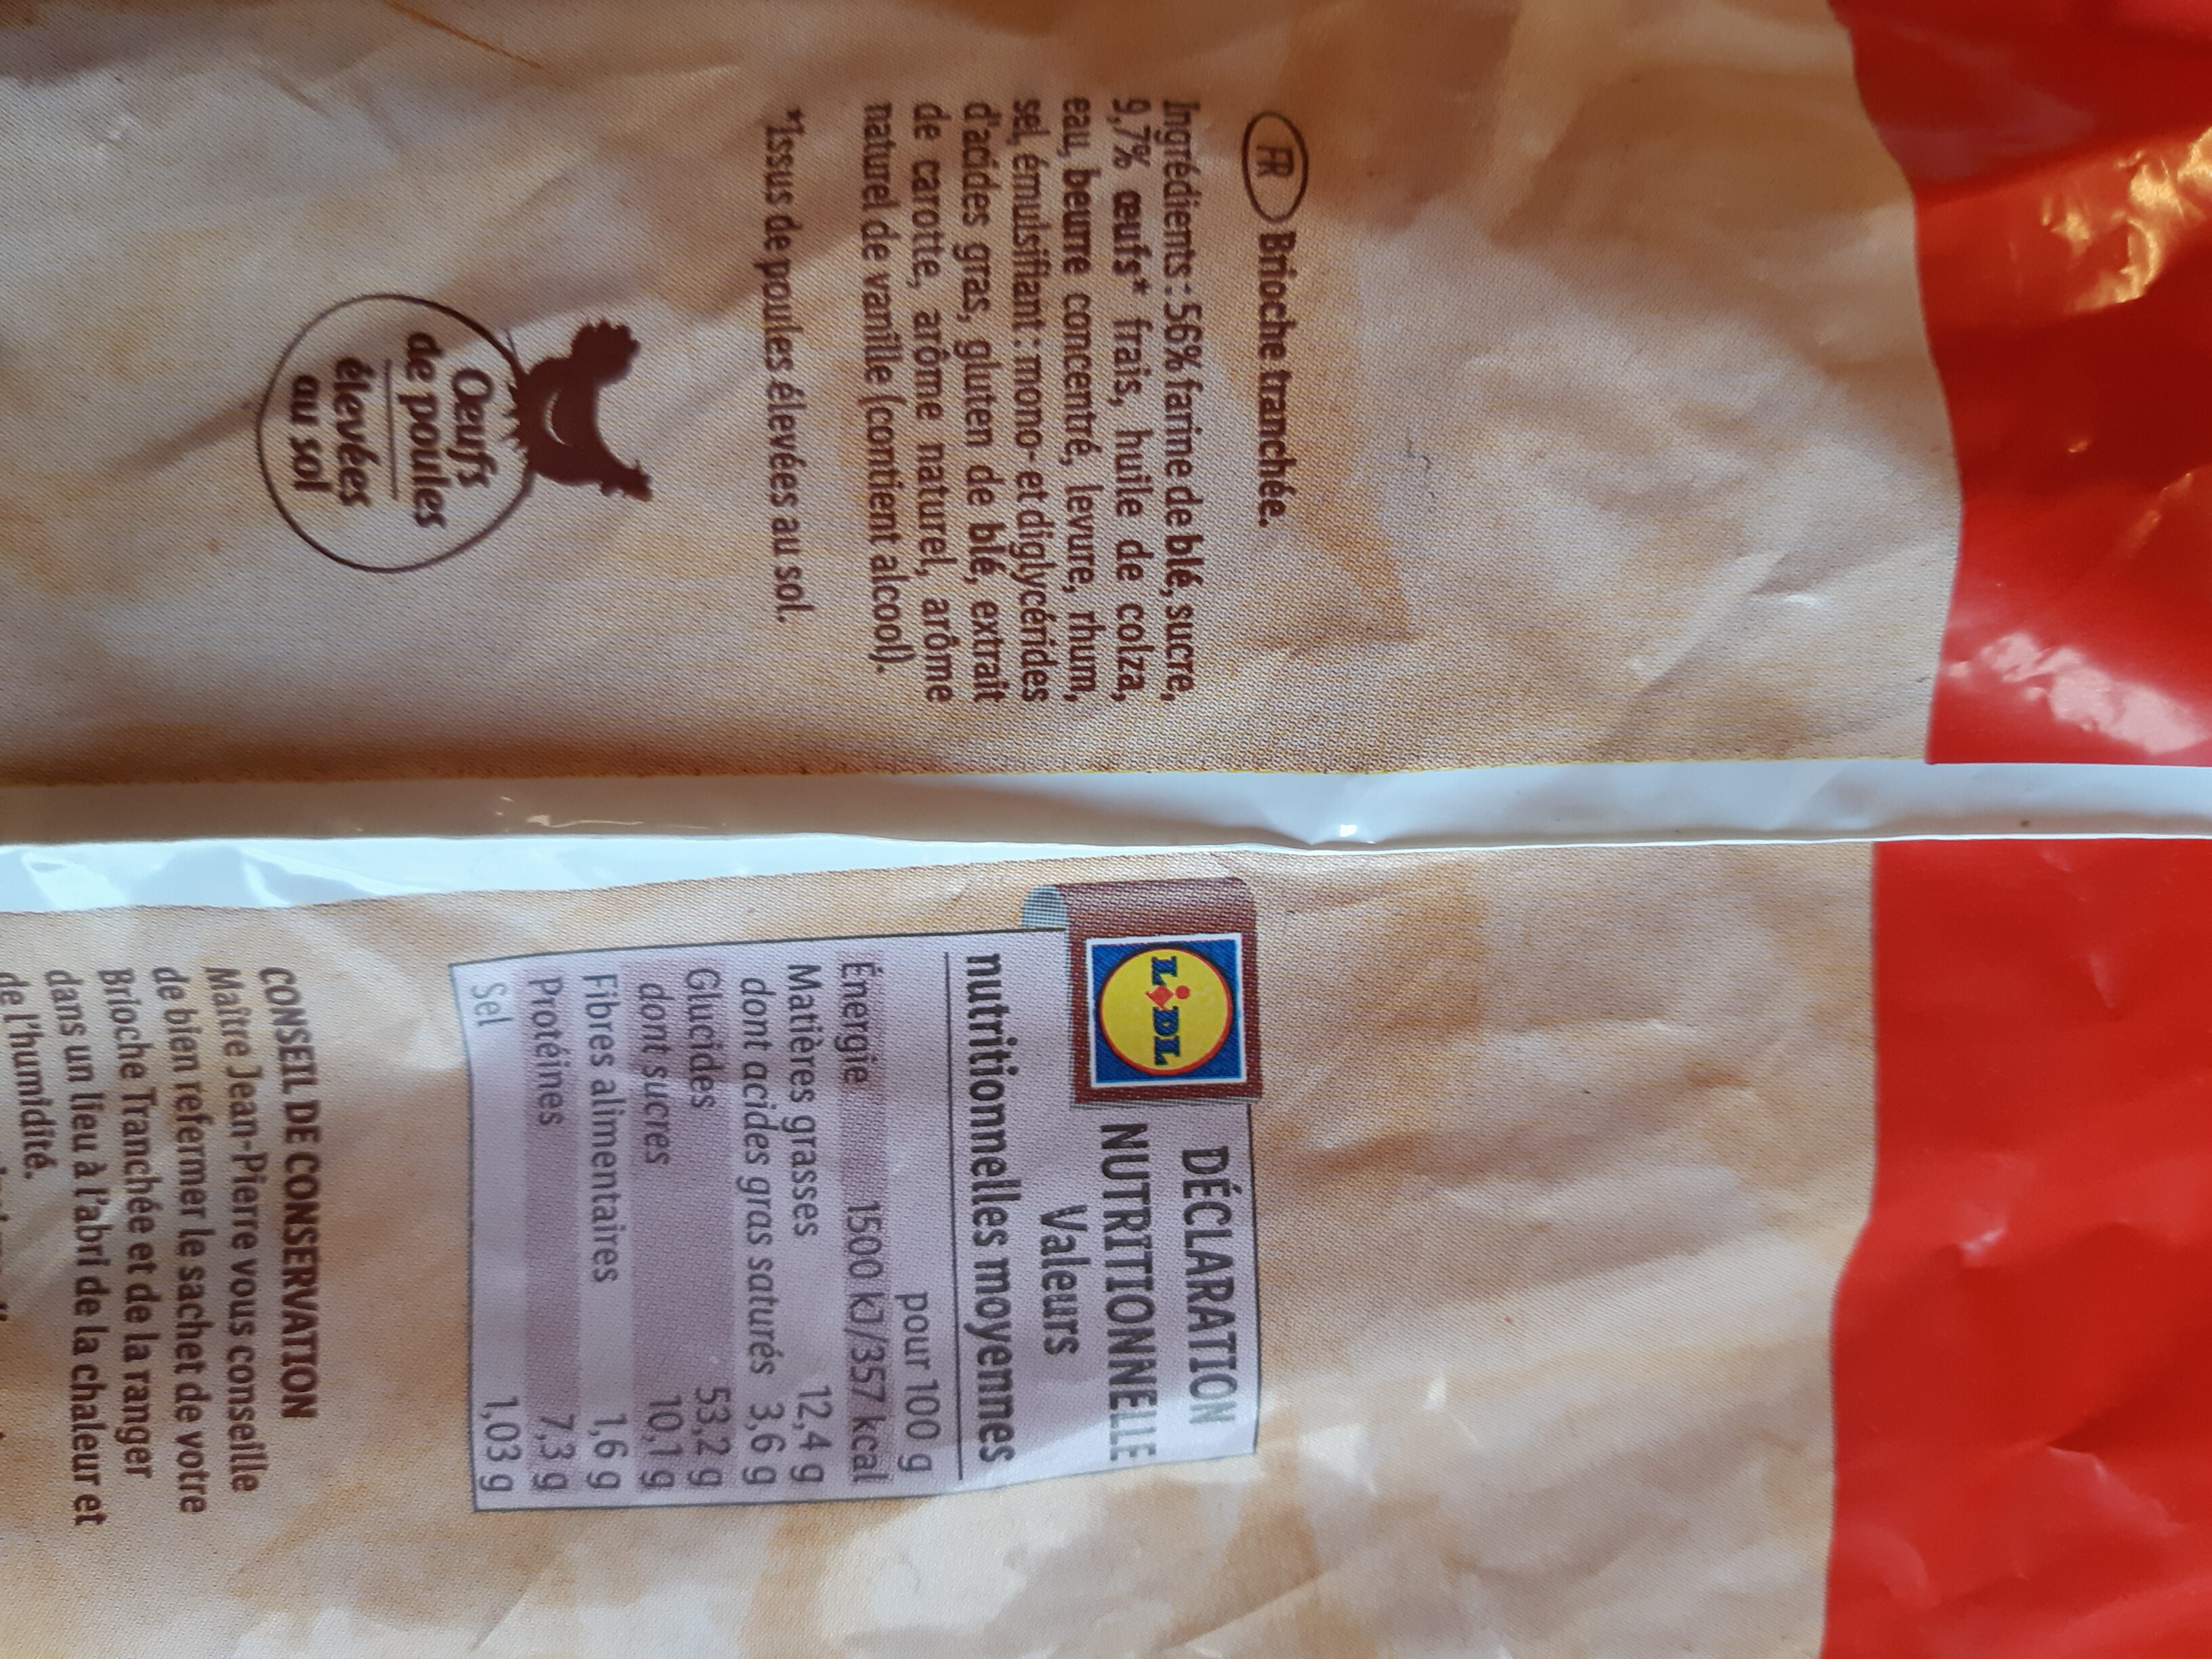 FR Brioche tranchée.
Ingrédients : 56% farine de blé, sucre,
9,7% œufs* frais, huile de colza,
eau, beurre concentré, levure, rhum,
sel, émulsifiant : mono- et diglycérides
d'acides gras, gluten de blé, extrait
de carotte, arôme naturel, arôme
naturel de vanille (contient alcool).
*Issus de poules élevées au sol.
Œufs
de poules
élevées
au sol
LIDL
DÉCLARATION
NUTRITIONNELLE
Valeurs
nutritionnelles moyennes
pour 100 g
Énergie 1500 kJ/357 kcal
Matières grasses 12,4 g
dont acides gras saturés 3,6 g
Glucides 53,2 g
dont sucres 10,1 g
Fibres alimentaires 1,6 g
Protéines 7,3 g
Sel 1,03 g
CONSEIL DE CONSERVATION
Maître Jean-Pierre vous conseille
de bien refermer le sachet de votre
Brioche Tranchée et de la ranger
dans un lieu à l'abri de la chaleur et
de l'humidité.